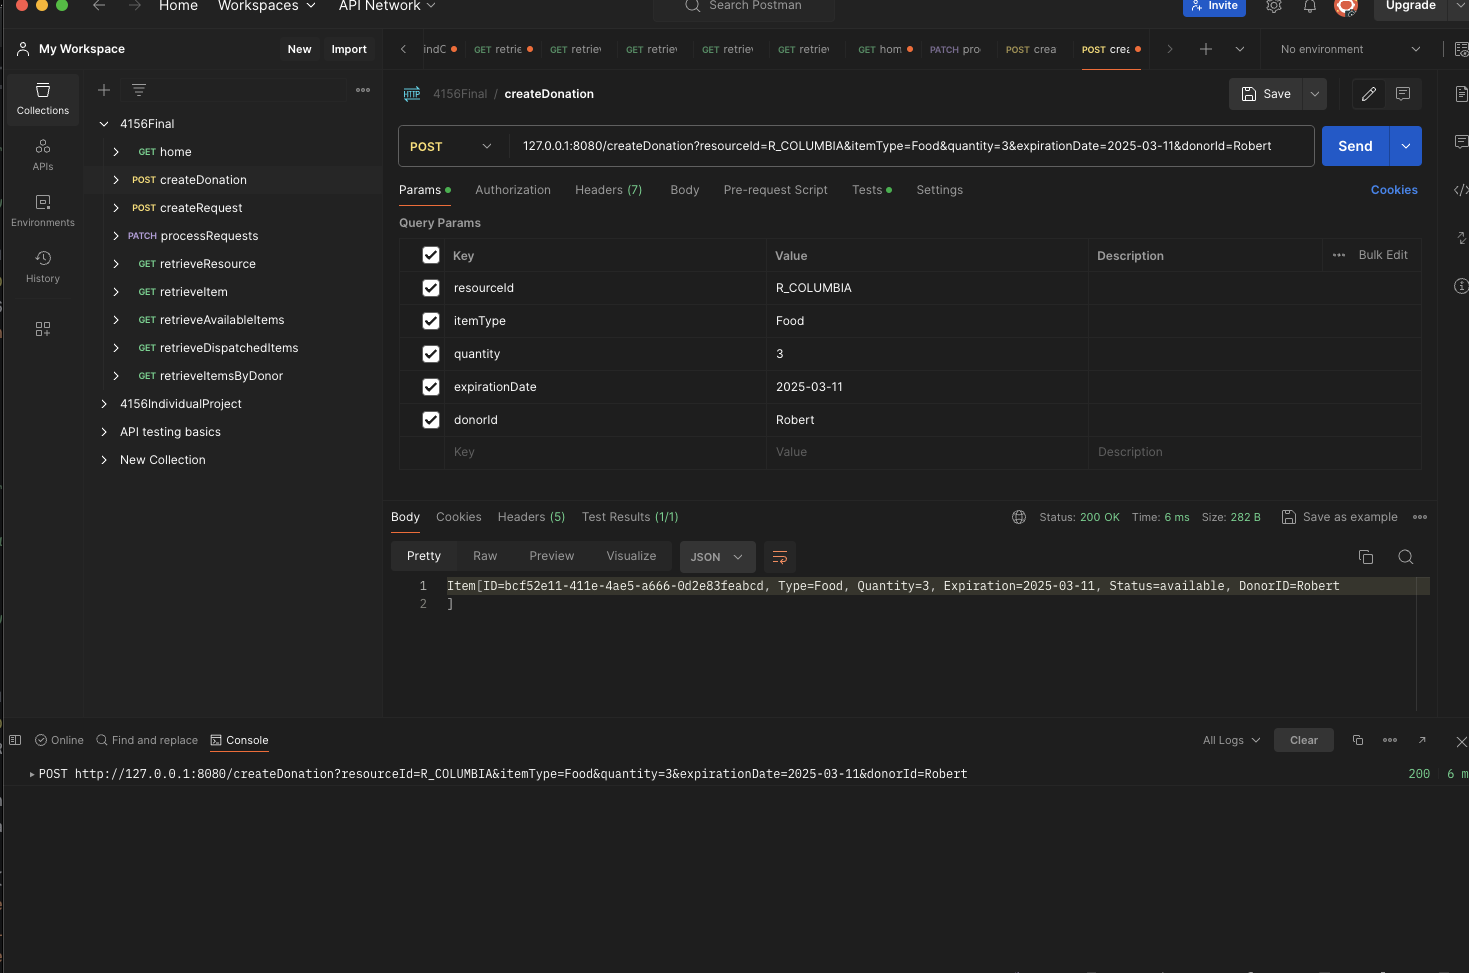 Home
Workspaces
API Network
Search Postman
Invite
Upgrade
My Workspace
New
Import
GET retrie
GET retrie
GET retrie
GET retrie
GET retrie
GET hom
PATCH pro
POST crea
POST crea
No environment
Collections
APIs
Environments
History
4156Final
GET home
POST createDonation
POST createRequest
PATCH processRequests
GET retrieveResource
GET retrieveItem
GET retrieveAvailableItems
GET retrieveDispatchedItems
GET retrieveItemsByDonor
4156IndividualProject
API testing basics
New Collection
HTTP 4156Final / createDonation
Save
POST
127.0.0.1:8080/createDonation?resourceId=R_COLUMBIA&itemType=Food&quantity=3&expirationDate=2025-03-11&donorId=Robert
Send
Params
Authorization
Headers (7)
Body
Pre-request Script
Tests
Settings
Cookies
Query Params
Key Value Description Bulk Edit
resourceId R_COLUMBIA
itemType Food
quantity 3
expirationDate 2025-03-11
donorId Robert
Key Value Description
Body
Cookies
Headers (5)
Test Results (1/1)
Status: 200 OK
Time: 6 ms
Size: 282 B
Save as example
Pretty
Raw
Preview
Visualize
JSON
1 Item[ID=bcf52e11-411e-4ae5-a666-0d2e83feabcd, Type=Food, Quantity=3, Expiration=2025-03-11, Status=available, DonorID=Robert
2 ]
Online
Find and replace
Console
All Logs
Clear
POST http://127.0.0.1:8080/createDonation?resourceId=R_COLUMBIA&itemType=Food&quantity=3&expirationDate=2025-03-11&donorId=Robert
200
6 m